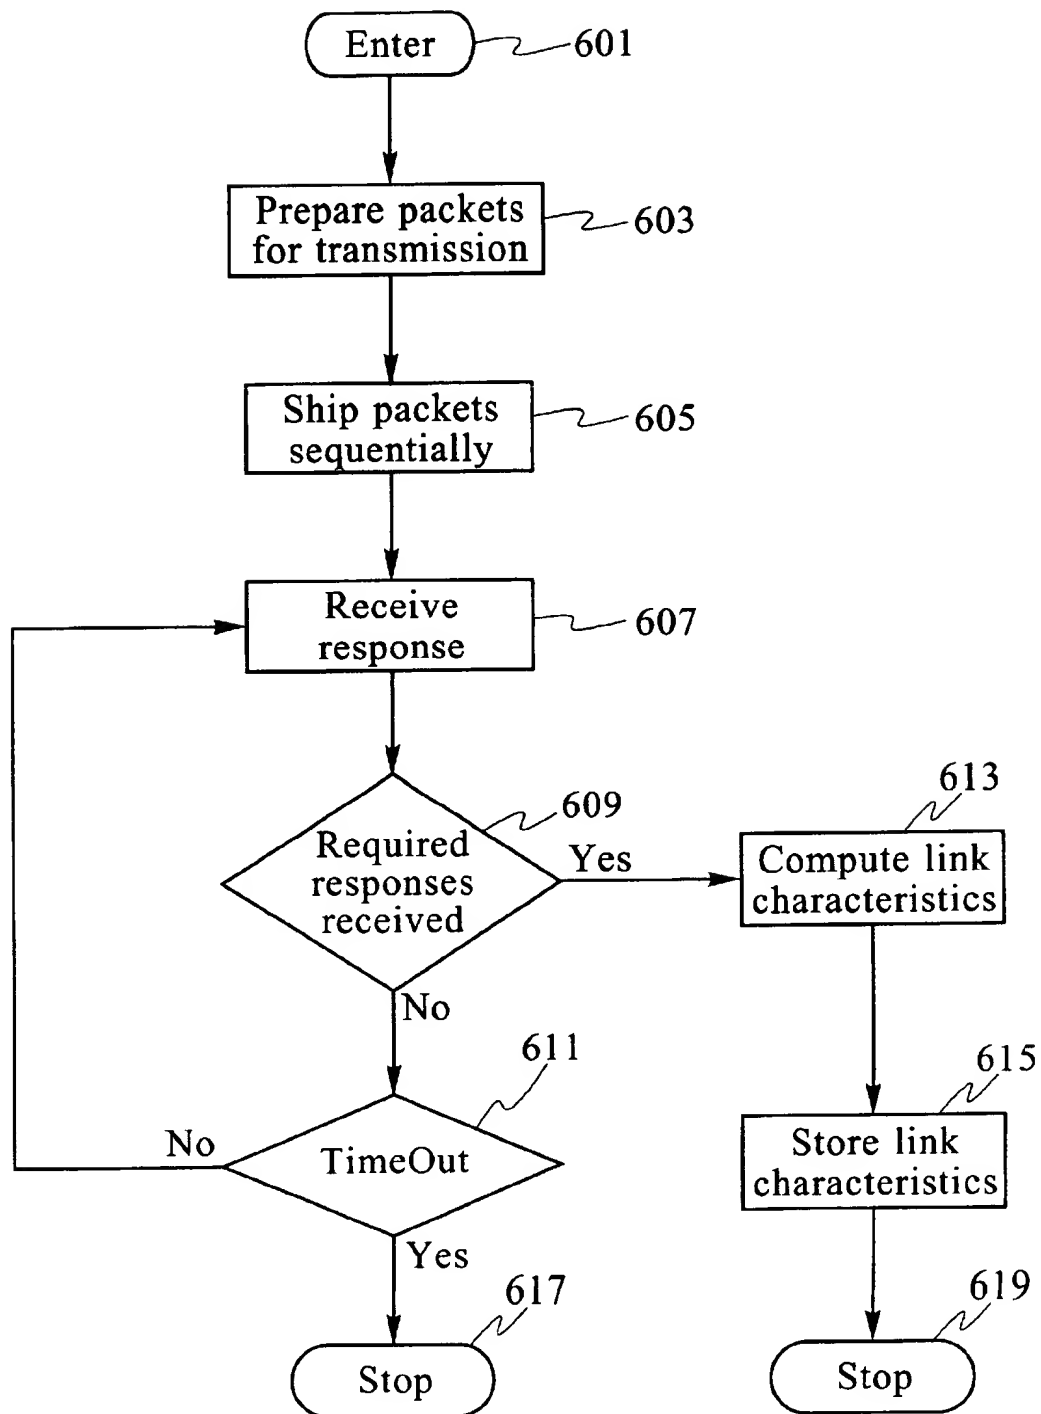 Enter
601
Prepare packets
for transmission
603
Ship packets
sequentially
605
Receive
response
607
609
Required
responses
received
Yes
613
Compute link
characteristics
No
611
TimeOut
No
Yes
615
Store link
characteristics
617
Stop
619
Stop